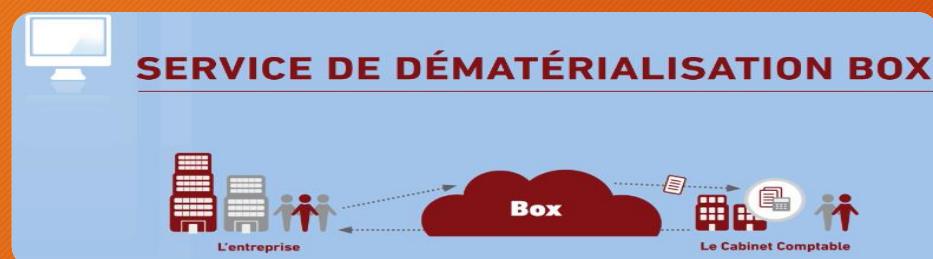 SERVICE DE DÉMATÉRIALISATION BOX
Box
L'entreprise
Le Cabinet Comptable